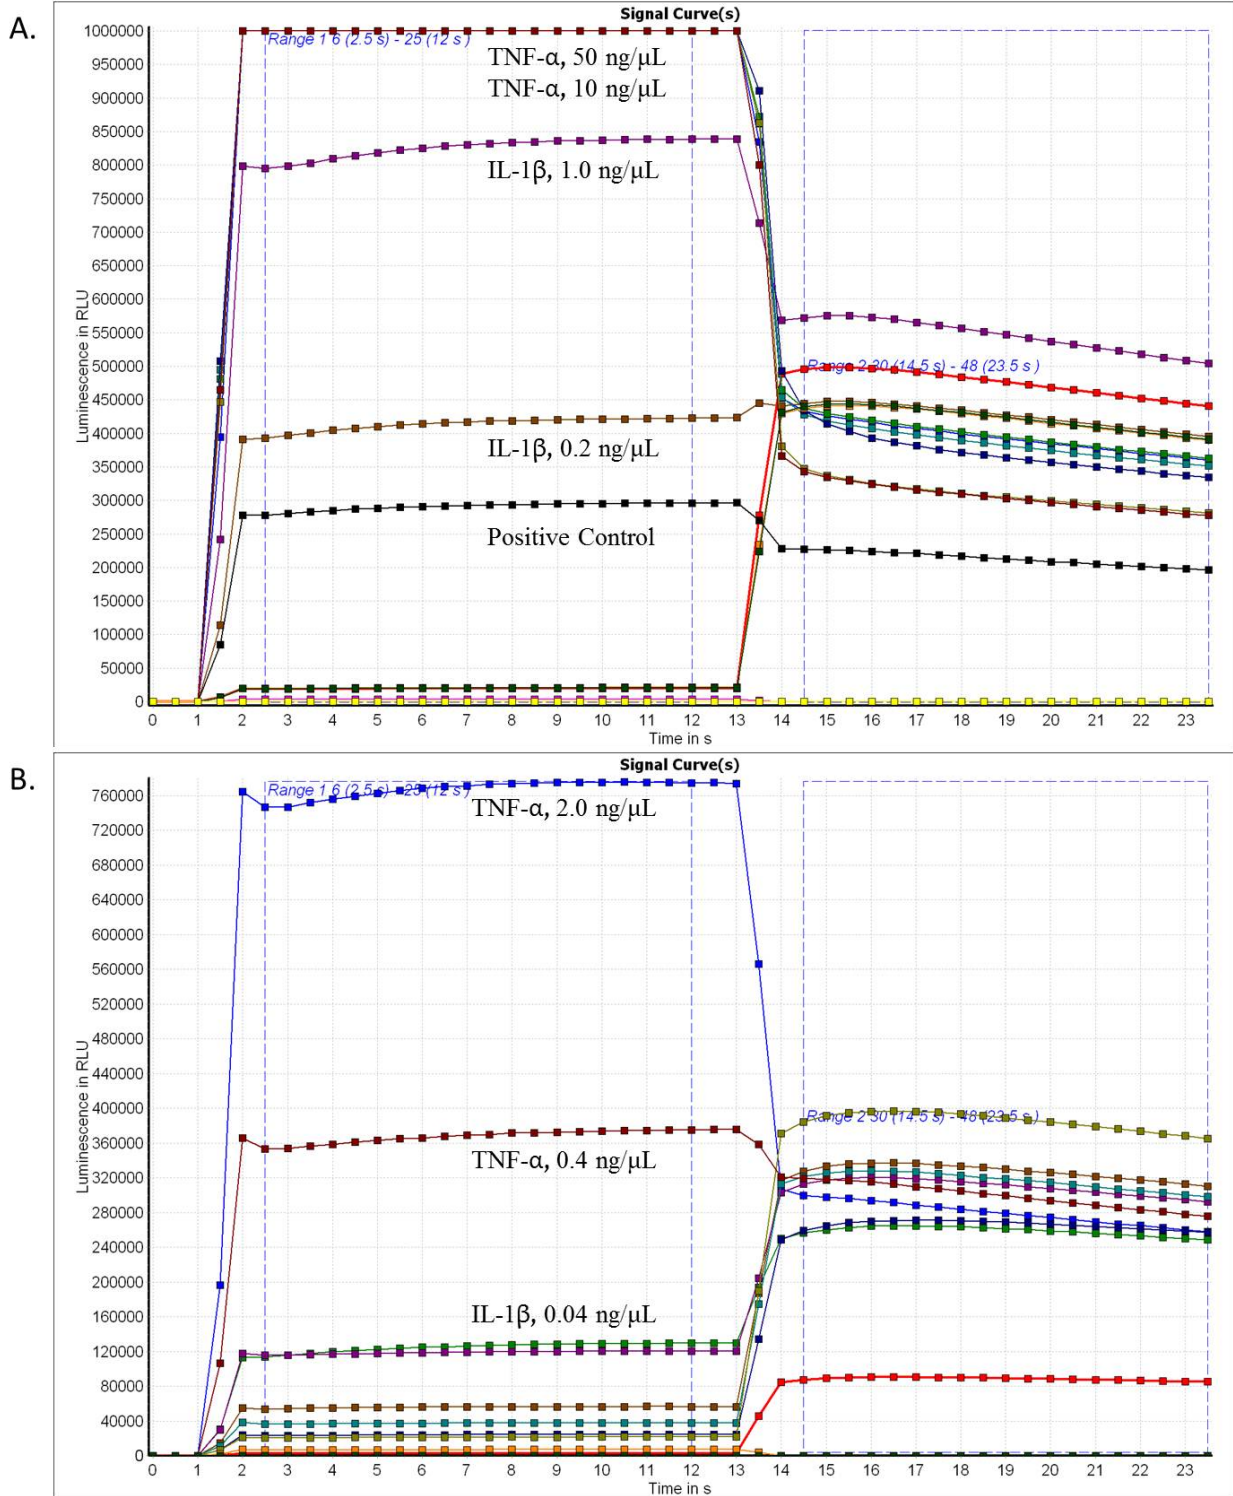 A.
Signal Curve(s)
Luminescence in RLU
1000000
950000
900000
850000
800000
750000
700000
650000
600000
550000
500000
450000
400000
350000
300000
250000
200000
150000
100000
50000
0
Range 1 6 (2.5 s) - 25 (12 s )
TNF-α, 50 ng/μL
TNF-α, 10 ng/μL
IL-1β, 1.0 ng/μL
Range 2 30 (14.5 s) - 48 (23.5 s )
IL-1β, 0.2 ng/μL
Positive Control
0 1 2 3 4 5 6 7 8 9 10 11 12 13 14 15 16 17 18 19 20 21 22 23
Time in s
B.
Signal Curve(s)
Luminescence in RLU
760000
720000
680000
640000
600000
560000
520000
480000
440000
400000
360000
320000
280000
240000
200000
160000
120000
80000
40000
0
Range 1 6 (2.5 s) - 25 (12 s )
TNF-α, 2.0 ng/μL
Range 2 30 (14.5 s) - 48 (23.5 s )
TNF-α, 0.4 ng/μL
IL-1β, 0.04 ng/μL
0 1 2 3 4 5 6 7 8 9 10 11 12 13 14 15 16 17 18 19 20 21 22 23
Time in s